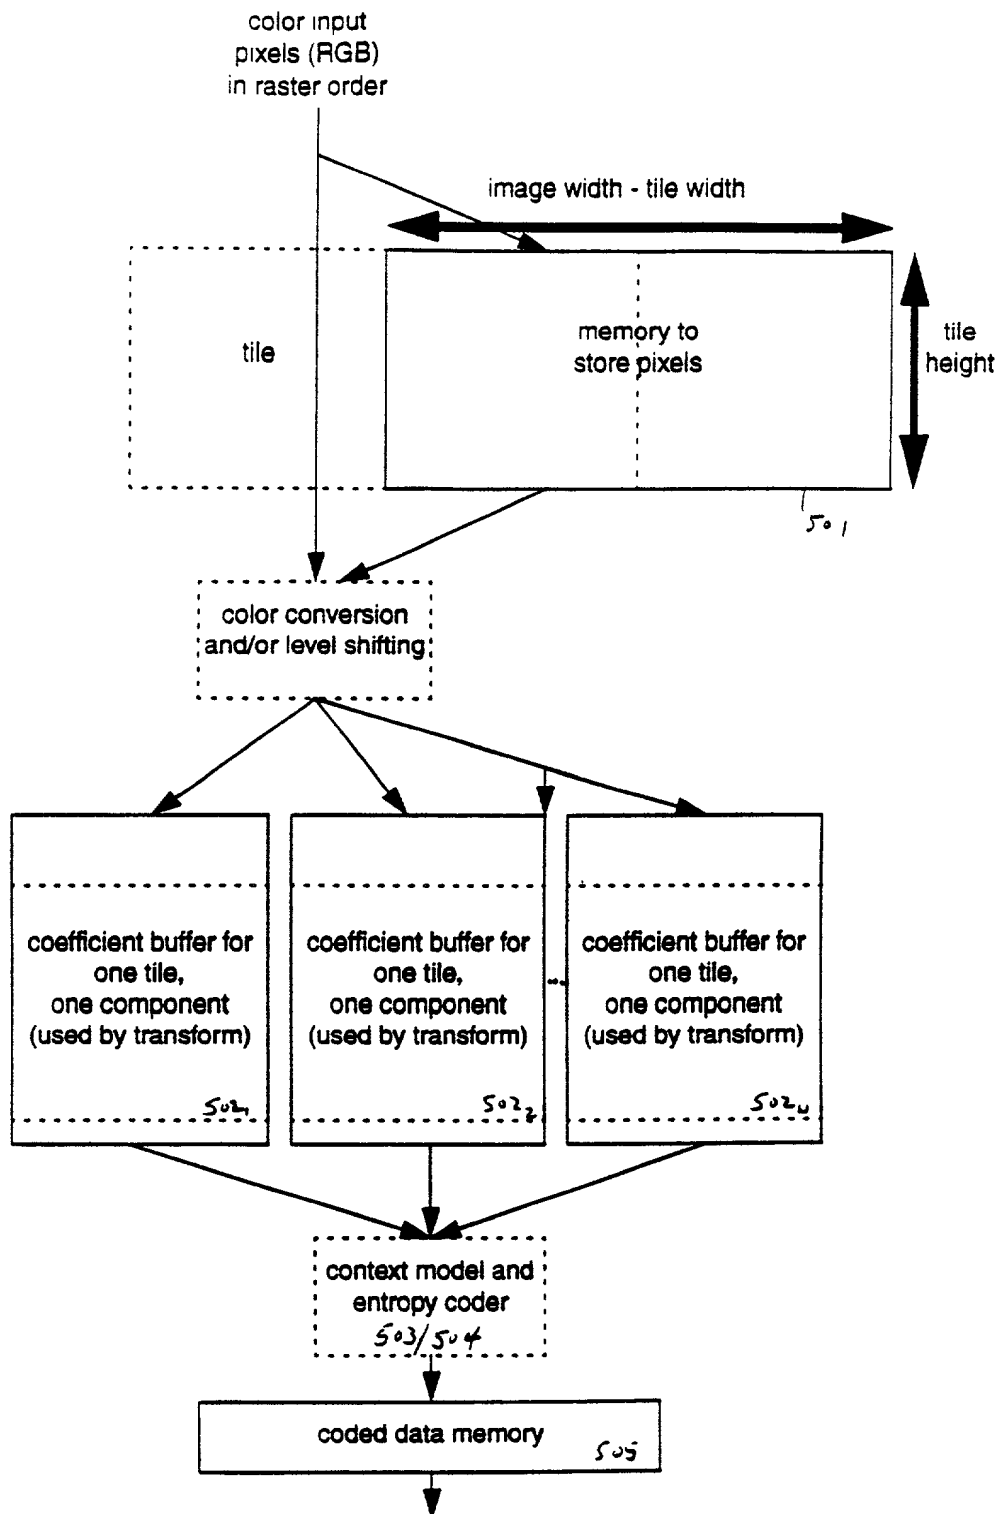 color input
pixels (RGB)
in raster order
image width - tile width
tile
memory to
store pixels
tile
height
501
color conversion
and/or level shifting
coefficient buffer for
one tile,
one component
(used by transform)
502₁
coefficient buffer for
one tile,
one component
(used by transform)
502₂
...
coefficient buffer for
one tile,
one component
(used by transform)
502ₙ
context model and
entropy coder
503/504
coded data memory
505